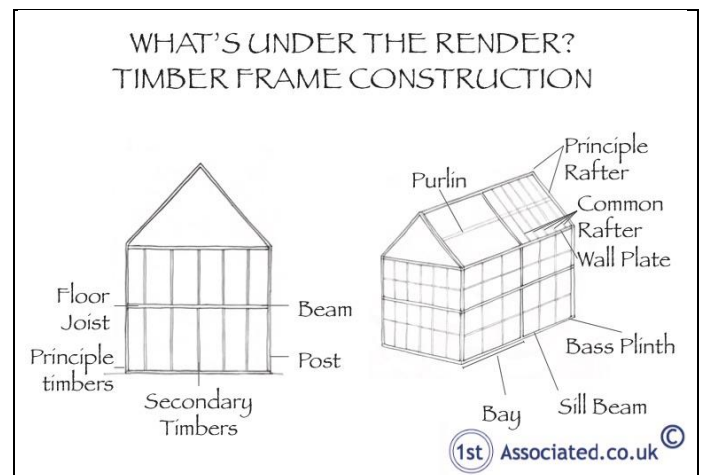 WHAT'S UNDER THE RENDER?
TIMBER FRAME CONSTRUCTION
Principle
Rafter
Purlin
Common
Rafter
Wall Plate
Floor
Joist
Beam
Principle
timbers
Post
Secondary
Timbers
Bass Plinth
Sill Beam
Bay
1st Associated.co.uk ©